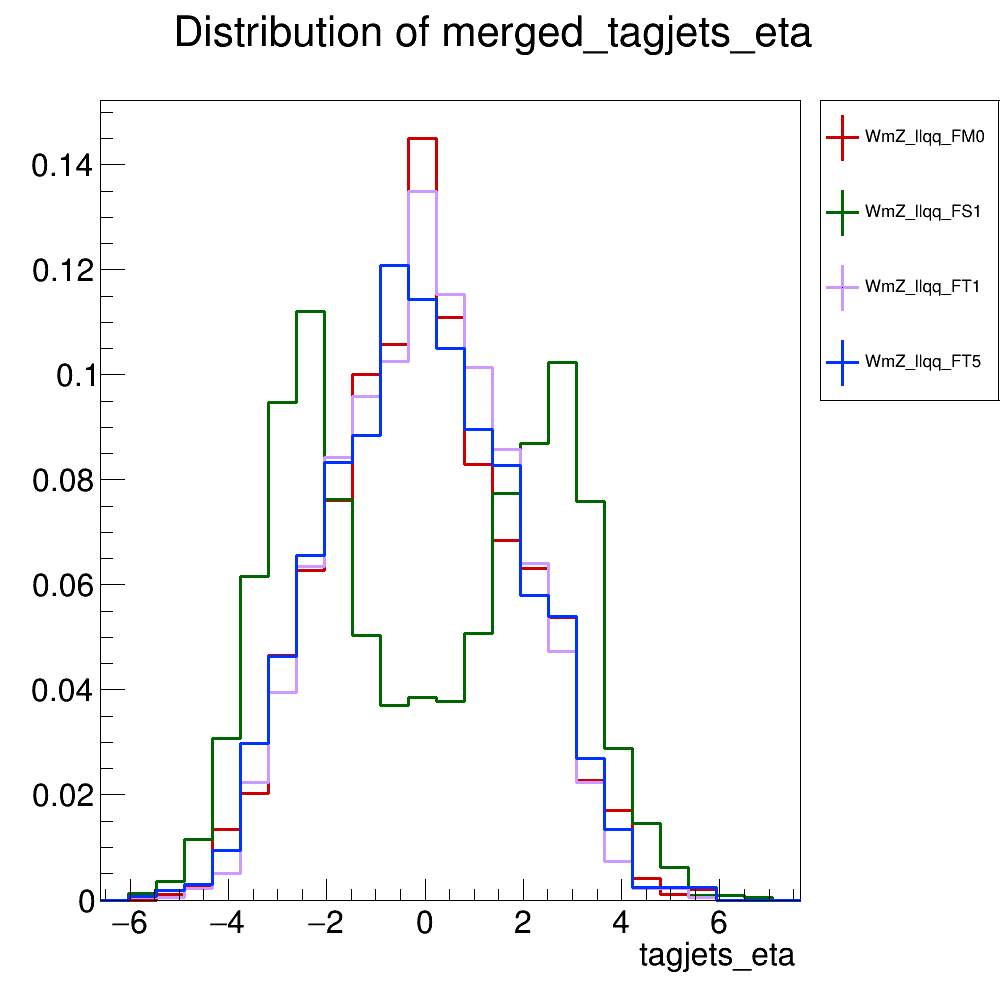 Distribution of merged_tagjets_eta
WmZ_llqq_FM0
WmZ_llqq_FS1
WmZ_llqq_FT1
WmZ_llqq_FT5
0.14
0.12
0.1
0.08
0.06
0.04
0.02
0
−6 −4 −2 0 2 4 6
tagjets_eta